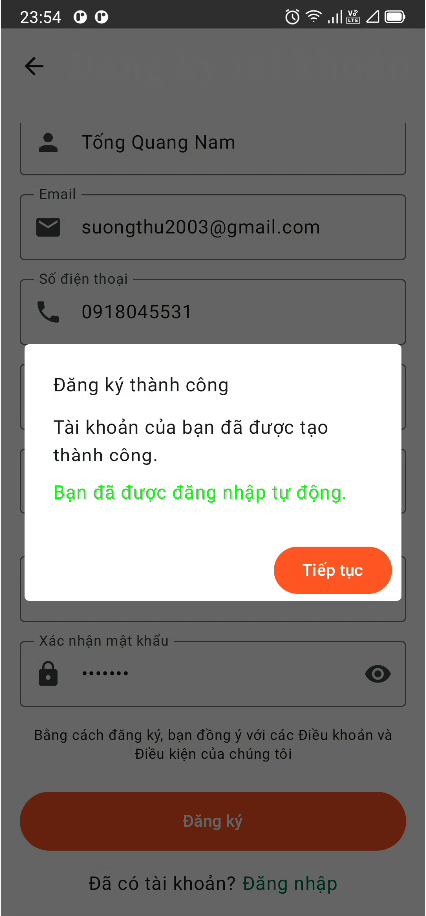 23:54
Tống Quang Nam
Email
suongthu2003@gmail.com
Số điện thoại
0918045531
Đăng ký thành công
Tài khoản của bạn đã được tạo
thành công.
Bạn đã được đăng nhập tự động.
Tiếp tục
Xác nhận mật khẩu
•••••••
Bằng cách đăng ký, bạn đồng ý với các Điều khoản và
Điều kiện của chúng tôi
Đăng ký
Đã có tài khoản? Đăng nhập